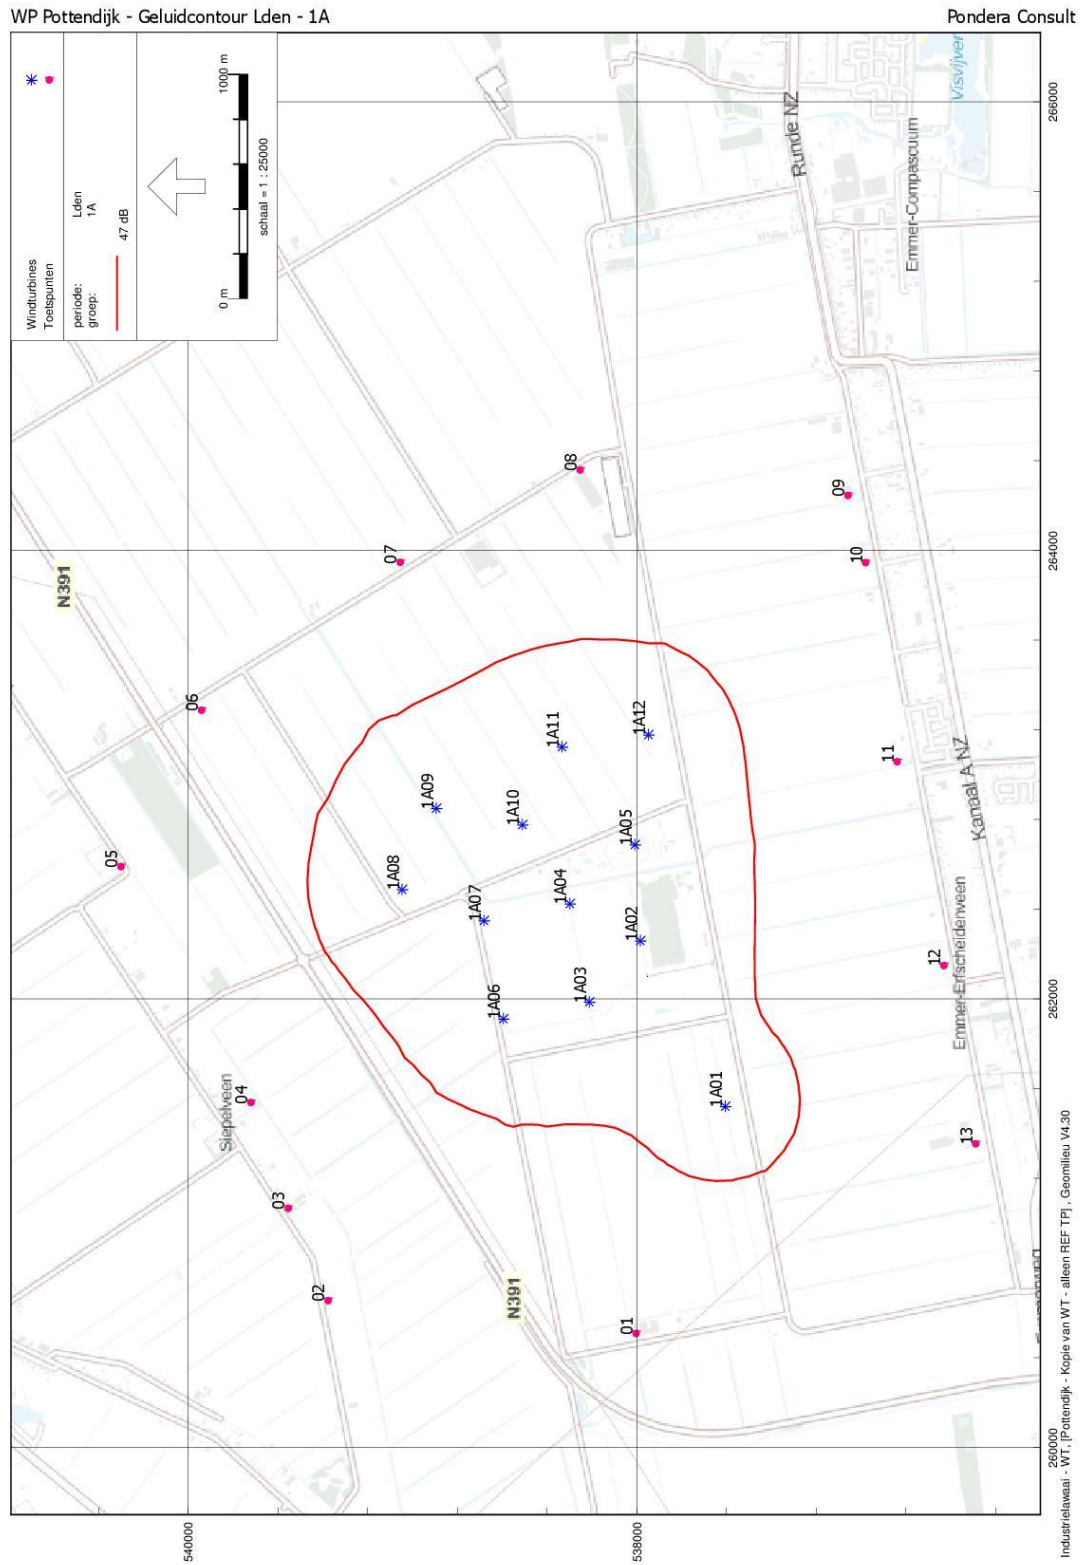 WP Pottendijk - Geluidcontour Lden - 1A
Pondera Consult
Windturbines
Toetspunten
periode: Lden
groep: 1A
47 dB
0 m 1000 m
schaal = 1 : 25000
N391
05
06
07
08
Siepelveen
04
03
02
01
N391
1A08
1A09
1A07
1A10
1A11
1A06
1A04
1A03
1A12
1A05
1A02
1A01
Runde NZ
Visvijver
Emmer-Compascuum
09
10
11
Kanaal A NZ
12
Emmer-Erfscheidenveen
13
540000
538000
260000
262000
264000
266000
Industrielawaai - WT, [Pottendijk - Kopie van WT - alleen REF TP] , Geomilieu V4.30